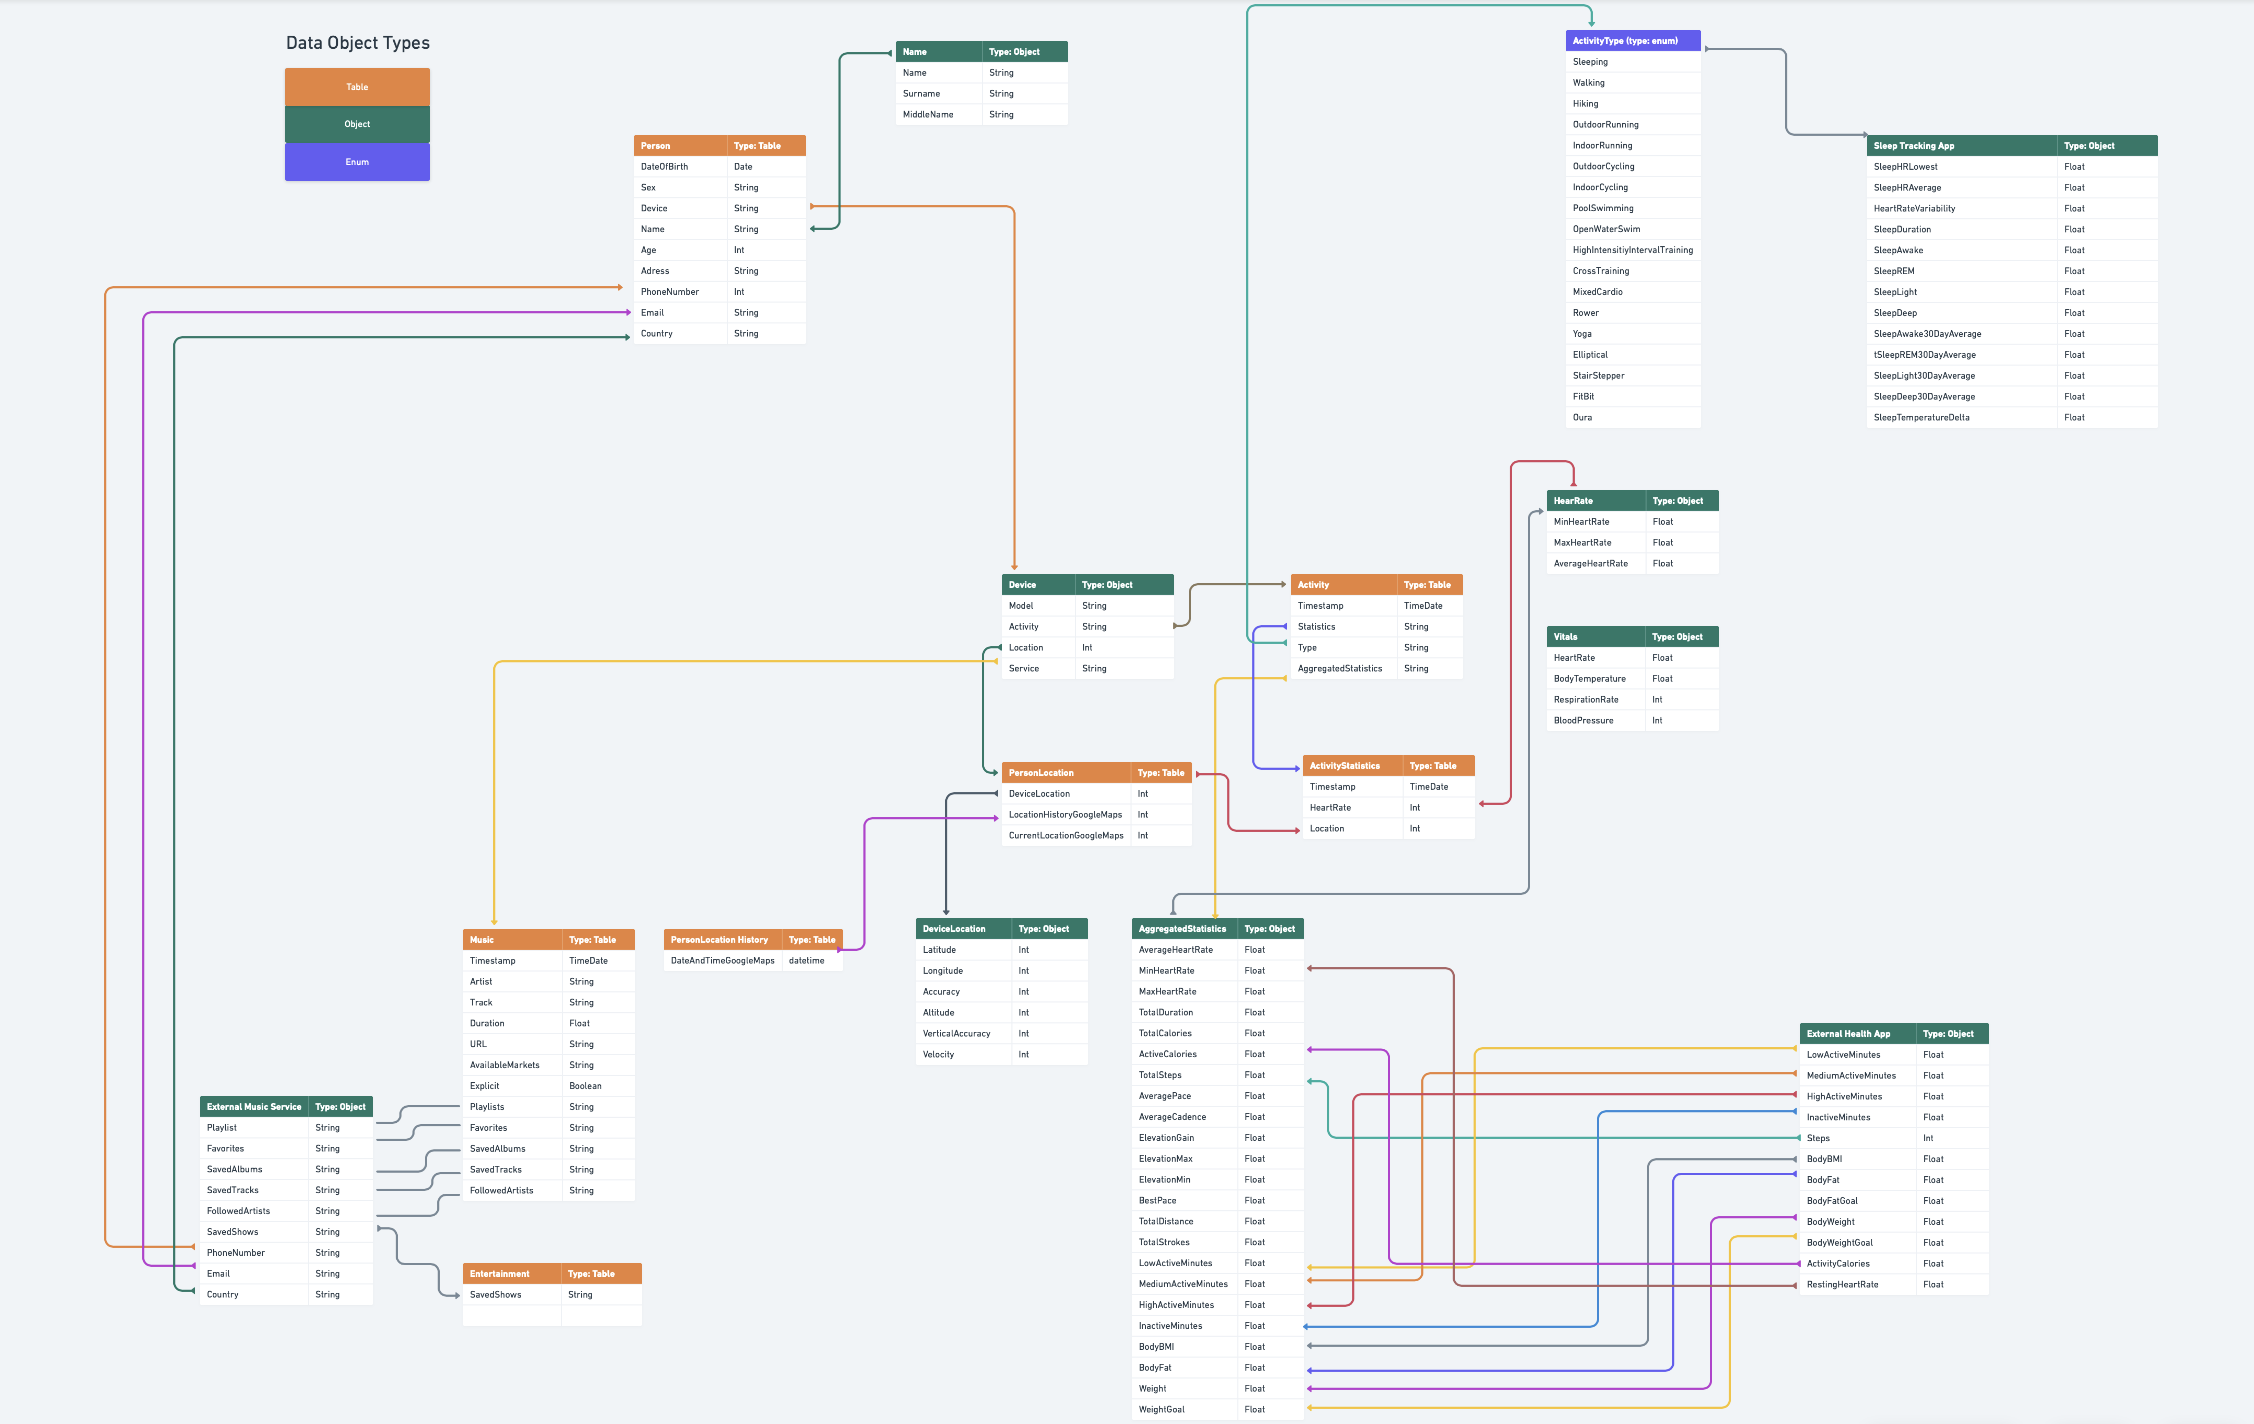 Data Object Types
Table
Object
Enum
Name Type: Object
Name String
Surname String
MiddleName String
Person Type: Table
DateOfBirth Date
Sex String
Device String
Name String
Age Int
Adress String
PhoneNumber Int
Email String
Country String
ActivityType (type: enum)
Sleeping
Walking
Hiking
OutdoorRunning
IndoorRunning
OutdoorCycling
IndoorCycling
PoolSwimming
OpenWaterSwim
HighIntensitiyIntervalTraining
CrossTraining
MixedCardio
Rower
Yoga
Elliptical
StairStepper
FitBit
Oura
Sleep Tracking App Type: Object
SleepHRLowest Float
SleepHRAverage Float
HeartRateVariability Float
SleepDuration Float
SleepAwake Float
SleepREM Float
SleepLight Float
SleepDeep Float
SleepAwake30DayAverage Float
tSleepREM30DayAverage Float
SleepLight30DayAverage Float
SleepDeep30DayAverage Float
SleepTemperatureDelta Float
HearRate Type: Object
MinHeartRate Float
MaxHeartRate Float
AverageHeartRate Float
Device Type: Object
Model String
Activity String
Location Int
Service String
Activity Type: Table
Timestamp TimeDate
Statistics String
Type String
AggregatedStatistics String
Vitals Type: Object
HeartRate Float
BodyTemperature Float
RespirationRate Int
BloodPressure Int
PersonLocation Type: Table
DeviceLocation Int
LocationHistoryGoogleMaps Int
CurrentLocationGoogleMaps Int
ActivityStatistics Type: Table
Timestamp TimeDate
HeartRate Int
Location Int
Music Type: Table
Timestamp TimeDate
Artist String
Track String
Duration Float
URL String
AvailableMarkets String
Explicit Boolean
Playlists String
Favorites String
SavedAlbums String
SavedTracks String
FollowedArtists String
PersonLocation History Type: Table
DateAndTimeGoogleMaps datetime
DeviceLocation Type: Object
Latitude Int
Longitude Int
Accuracy Int
Altitude Int
VerticalAccuracy Int
Velocity Int
AggregatedStatistics Type: Object
AverageHeartRate Float
MinHeartRate Float
MaxHeartRate Float
TotalDuration Float
TotalCalories Float
ActiveCalories Float
TotalSteps Float
AveragePace Float
AverageCadence Float
ElevationGain Float
ElevationMax Float
ElevationMin Float
BestPace Float
TotalDistance Float
TotalStrokes Float
LowActiveMinutes Float
MediumActiveMinutes Float
HighActiveMinutes Float
InactiveMinutes Float
BodyBMI Float
BodyFat Float
Weight Float
WeightGoal Float
External Health App Type: Object
LowActiveMinutes Float
MediumActiveMinutes Float
HighActiveMinutes Float
InactiveMinutes Float
Steps Int
BodyBMI Float
BodyFat Float
BodyFatGoal Float
BodyWeight Float
BodyWeightGoal Float
ActivityCalories Float
RestingHeartRate Float
External Music Service Type: Object
Playlist String
Favorites String
SavedAlbums String
SavedTracks String
FollowedArtists String
SavedShows String
PhoneNumber String
Email String
Country String
Entertainment Type: Table
SavedShows String